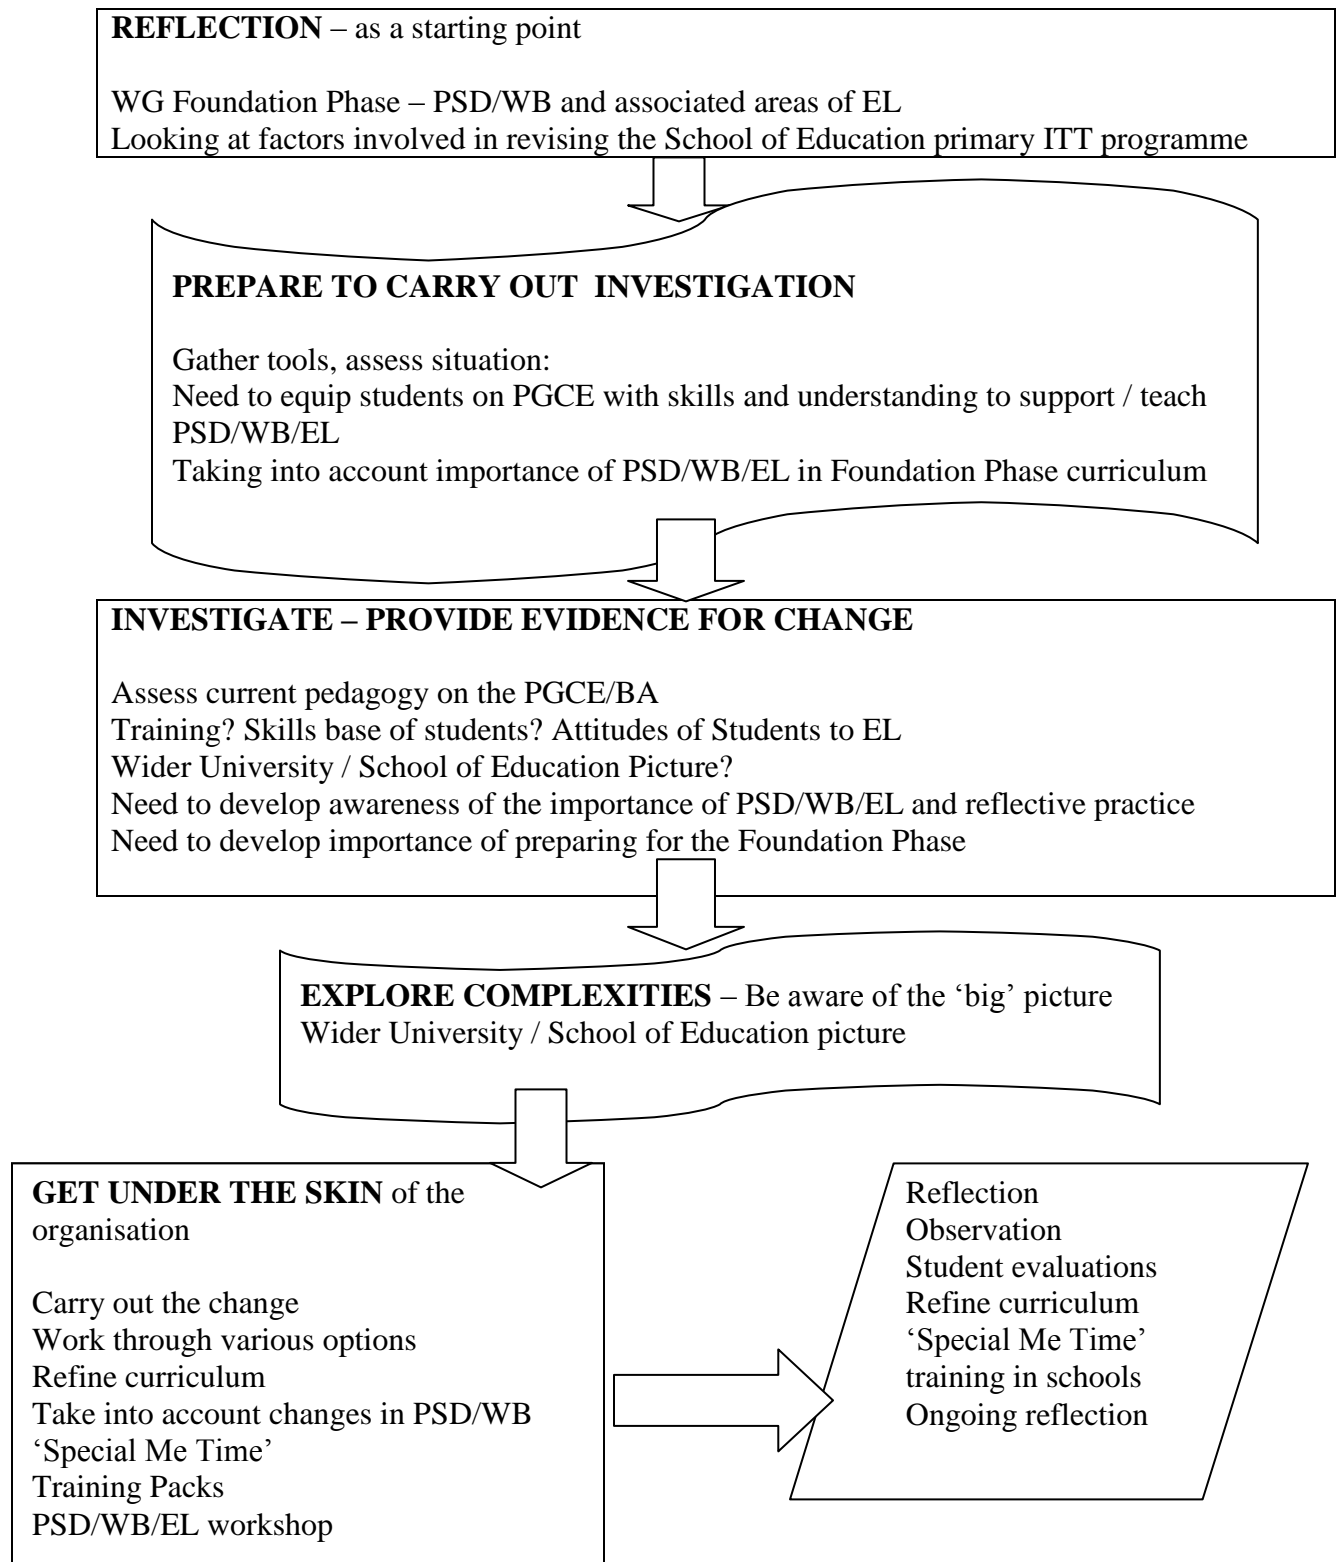 REFLECTION – as a starting point
WG Foundation Phase – PSD/WB and associated areas of EL
Looking at factors involved in revising the School of Education primary ITT programme
PREPARE TO CARRY OUT INVESTIGATION
Gather tools, assess situation:
Need to equip students on PGCE with skills and understanding to support / teach
PSD/WB/EL
Taking into account importance of PSD/WB/EL in Foundation Phase curriculum
INVESTIGATE – PROVIDE EVIDENCE FOR CHANGE
Assess current pedagogy on the PGCE/BA
Training? Skills base of students? Attitudes of Students to EL
Wider University / School of Education Picture?
Need to develop awareness of the importance of PSD/WB/EL and reflective practice
Need to develop importance of preparing for the Foundation Phase
EXPLORE COMPLEXITIES – Be aware of the ‘big’ picture
Wider University / School of Education picture
GET UNDER THE SKIN of the
organisation
Carry out the change
Work through various options
Refine curriculum
Take into account changes in PSD/WB
‘Special Me Time’
Training Packs
PSD/WB/EL workshop
Reflection
Observation
Student evaluations
Refine curriculum
‘Special Me Time’
training in schools
Ongoing reflection